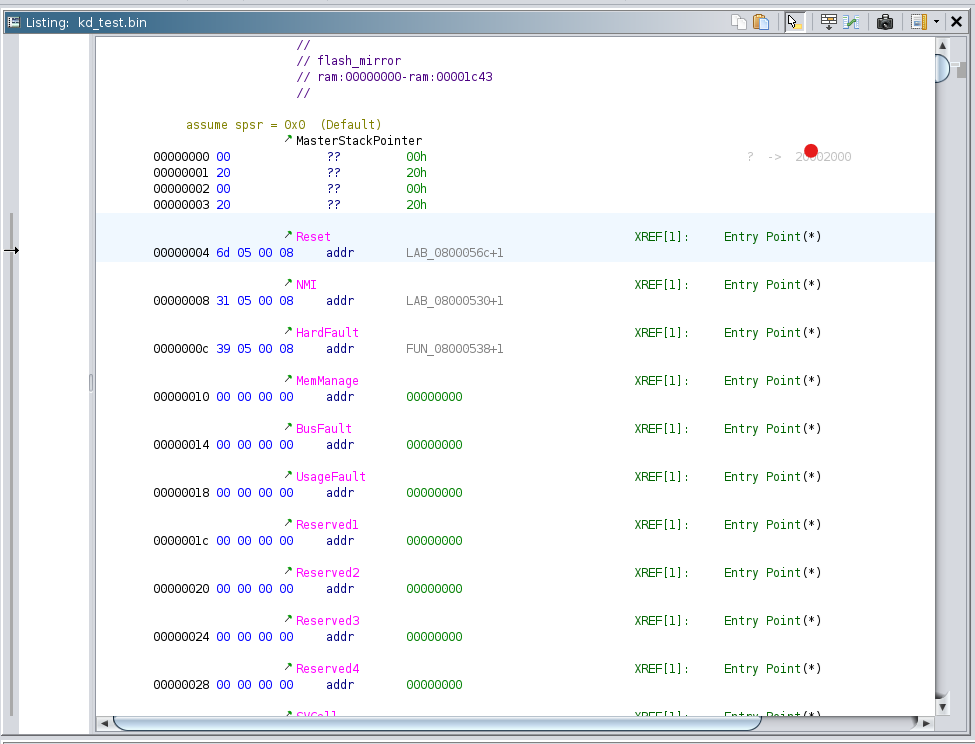 Listing: kd_test.bin
//
// flash_mirror
// ram:00000000-ram:00001c43
//
assume spsr = 0x0 (Default)
MasterStackPointer
00000000 00 ?? 00h ? -> 20002000
00000001 20 ?? 20h
00000002 00 ?? 00h
00000003 20 ?? 20h
Reset XREF[1]: Entry Point(*)
00000004 6d 05 00 08 addr LAB_0800056c+1
NMI XREF[1]: Entry Point(*)
00000008 31 05 00 08 addr LAB_08000530+1
HardFault XREF[1]: Entry Point(*)
0000000c 39 05 00 08 addr FUN_08000538+1
MemManage XREF[1]: Entry Point(*)
00000010 00 00 00 00 addr 00000000
BusFault XREF[1]: Entry Point(*)
00000014 00 00 00 00 addr 00000000
UsageFault XREF[1]: Entry Point(*)
00000018 00 00 00 00 addr 00000000
Reserved1 XREF[1]: Entry Point(*)
0000001c 00 00 00 00 addr 00000000
Reserved2 XREF[1]: Entry Point(*)
00000020 00 00 00 00 addr 00000000
Reserved3 XREF[1]: Entry Point(*)
00000024 00 00 00 00 addr 00000000
Reserved4 XREF[1]: Entry Point(*)
00000028 00 00 00 00 addr 00000000
SVCall XREF[1]: Entry Point(*)